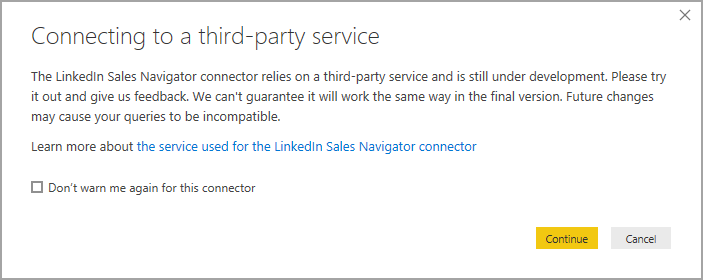 Connecting to a third-party service
The LinkedIn Sales Navigator connector relies on a third-party service and is still under development. Please try
it out and give us feedback. We can't guarantee it will work the same way in the final version. Future changes
may cause your queries to be incompatible.
Learn more about the service used for the LinkedIn Sales Navigator connector
Don't warn me again for this connector
Continue Cancel